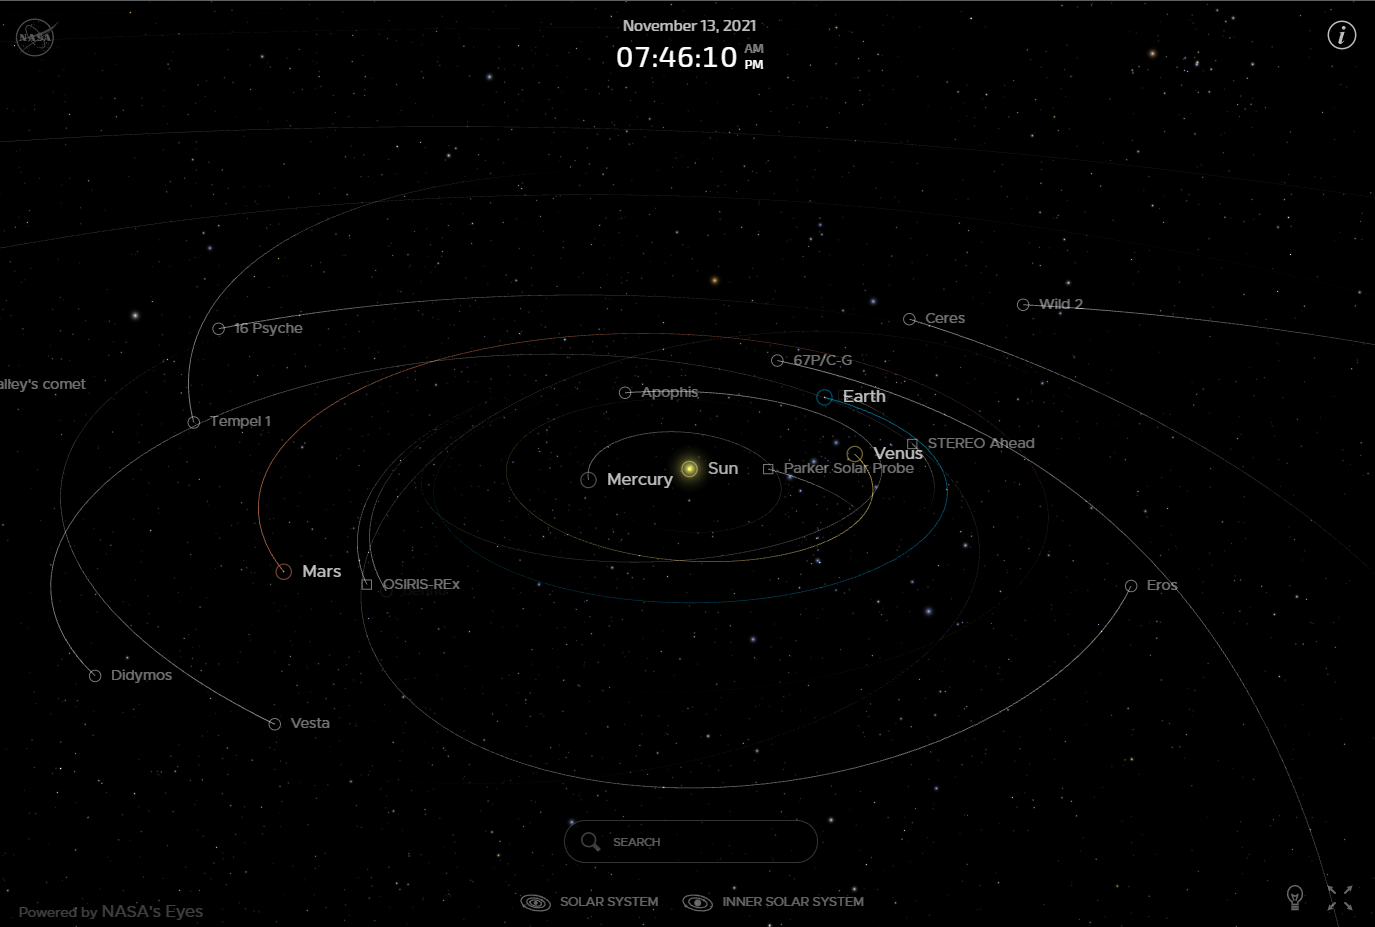 NASA
November 13, 2021
07:46:10 AM PM
Wild 2
Ceres
16 Psyche
67P/C-G
alley's comet
Apophis
Earth
Tempel 1
STEREO Ahead
Venus
Sun
Parker Solar Probe
Mercury
Mars
OSIRIS-REx
Eros
Didymos
Vesta
SEARCH
SOLAR SYSTEM
INNER SOLAR SYSTEM
Powered by NASA's Eyes